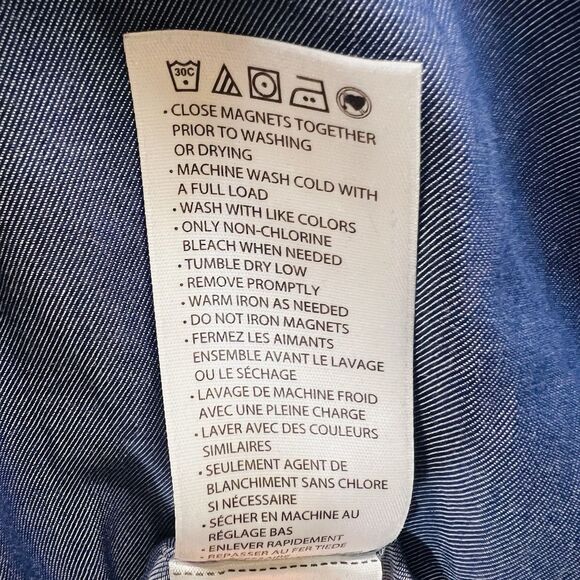 30C
• CLOSE MAGNETS TOGETHER
PRIOR TO WASHING
OR DRYING
• MACHINE WASH COLD WITH
A FULL LOAD
• WASH WITH LIKE COLORS
• ONLY NON-CHLORINE
BLEACH WHEN NEEDED
• TUMBLE DRY LOW
• REMOVE PROMPTLY
• WARM IRON AS NEEDED
• DO NOT IRON MAGNETS
• FERMEZ LES AIMANTS
ENSEMBLE AVANT LE LAVAGE
OU LE SÉCHAGE
• LAVAGE DE MACHINE FROID
AVEC UNE PLEINE CHARGE
• LAVER AVEC DES COULEURS
SIMILAIRES
• SEULEMENT AGENT DE
BLANCHIMENT SANS CHLORE
SI NÉCESSAIRE
• SÉCHER EN MACHINE AU
RÉGLAGE BAS
• ENLEVER RAPIDEMENT
• REPASSER AU FER TIEDE